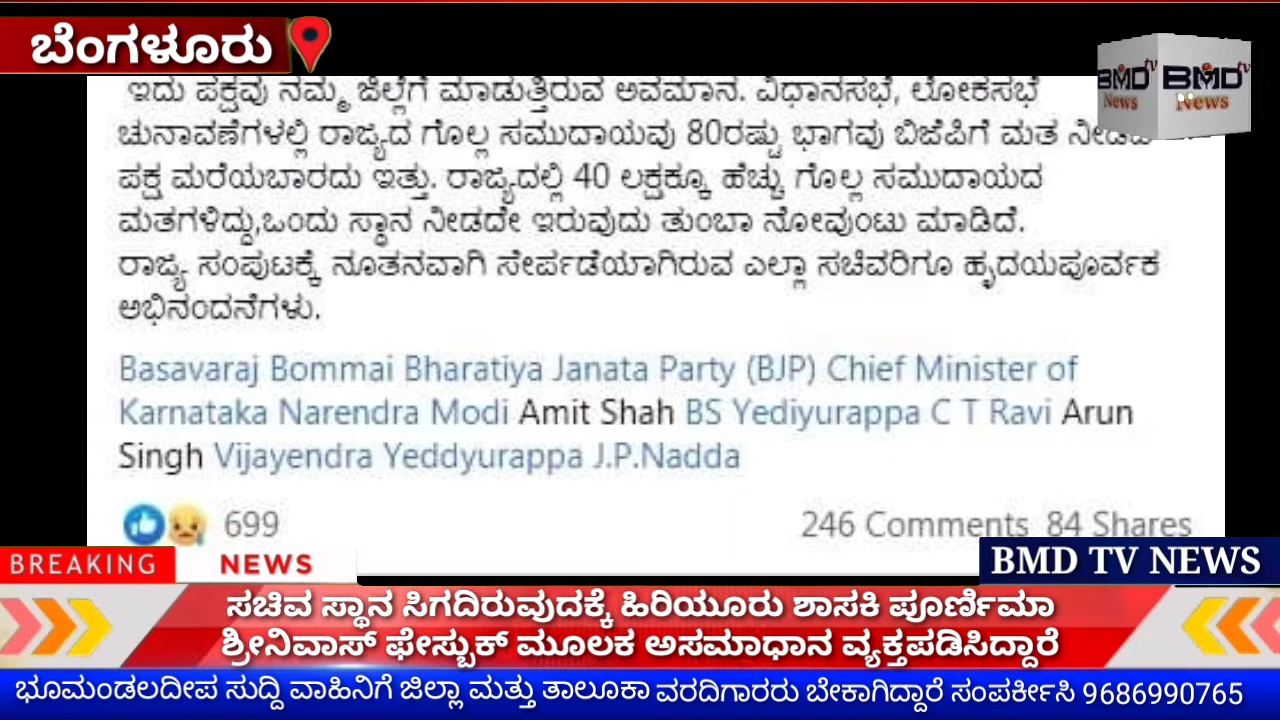 ಬೆಂಗಳೂರು
BMD tv BMD tv
News News
ಇದು ಪಕ್ಷವು ನಮ್ಮ ಜಿಲ್ಲೆಗೆ ಮಾಡುತ್ತಿರುವ ಅವಮಾನ. ವಿಧಾನಸಭೆ, ಲೋಕಸಭೆ
ಚುನಾವಣೆಗಳಲ್ಲಿ ರಾಜ್ಯದ ಗೊಲ್ಲ ಸಮುದಾಯವು 80ರಷ್ಟು ಭಾಗವು ಬಿಜೆಪಿಗೆ ಮತ
ಪಕ್ಷ ಮರೆಯಬಾರದು ಇತ್ತು. ರಾಜ್ಯದಲ್ಲಿ 40 ಲಕ್ಷಕ್ಕೂ ಹೆಚ್ಚು ಗೊಲ್ಲ ಸಮುದಾಯದ
ಮತಗಳಿದ್ದು,ಒಂದು ಸ್ಥಾನ ನೀಡದೇ ಇರುವುದು ತುಂಬಾ ನೋವುಂಟು ಮಾಡಿದೆ.
ರಾಜ್ಯ ಸಂಪುಟಕ್ಕೆ ನೂತನವಾಗಿ ಸೇರ್ಪಡೆಯಾಗಿರುವ ಎಲ್ಲಾ ಸಚಿವರಿಗೂ ಹೃದಯಪೂರ್ವಕ
ಅಭಿನಂದನೆಗಳು.
Basavaraj Bommai Bharatiya Janata Party (BJP) Chief Minister of
Karnataka Narendra Modi Amit Shah BS Yediyurappa C T Ravi Arun
Singh Vijayendra Yeddyurappa J.P.Nadda
699 246 Comments 84 Shares
BREAKING NEWS BMD TV NEWS
ಸಚಿವ ಸ್ಥಾನ ಸಿಗದಿರುವುದಕ್ಕೆ ಹಿರಿಯೂರು ಶಾಸಕಿ ಪೂರ್ಣಿಮಾ
ಶ್ರೀನಿವಾಸ್ ಫೇಸ್ಬುಕ್ ಮೂಲಕ ಅಸಮಾಧಾನ ವ್ಯಕ್ತಪಡಿಸಿದ್ದಾರೆ
ಭೂಮಂಡಲದೀಪ ಸುದ್ದಿ ವಾಹಿನಿಗೆ ಜಿಲ್ಲಾ ಮತ್ತು ತಾಲೂಕಾ ವರದಿಗಾರರು ಬೇಕಾಗಿದ್ದಾರೆ ಸಂಪರ್ಕೀಸಿ 9686990765